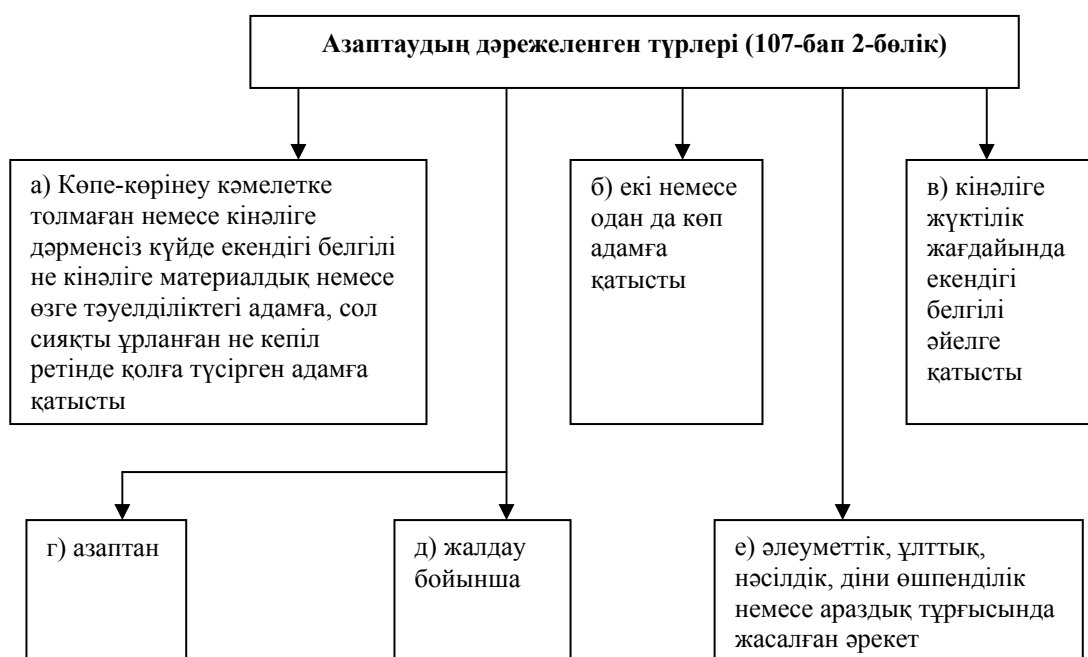 Азаптаудың дәрежеленген түрлері (107-бап 2-бөлік)
а) Көпе-көрінеу кәмелетке
толмаған немесе кінәліге
дәрменсіз күйде екендігі белгілі
не кінәліге материалдық немесе
өзге тәуелділіктегі адамға, сол
сияқты ұрланған не кепіл
ретінде қолға түсірген адамға
қатысты
б) екі немесе
одан да көп
адамға
қатысты
в) кінәліге
жүктілік
жағдайында
екендігі
белгілі
әйелге
қатысты
г) азаптан
д) жалдау
бойынша
е) әлеуметтік, ұлттық,
нәсілдік, діни өшпенділік
немесе араздық тұрғысында
жасалған әрекет